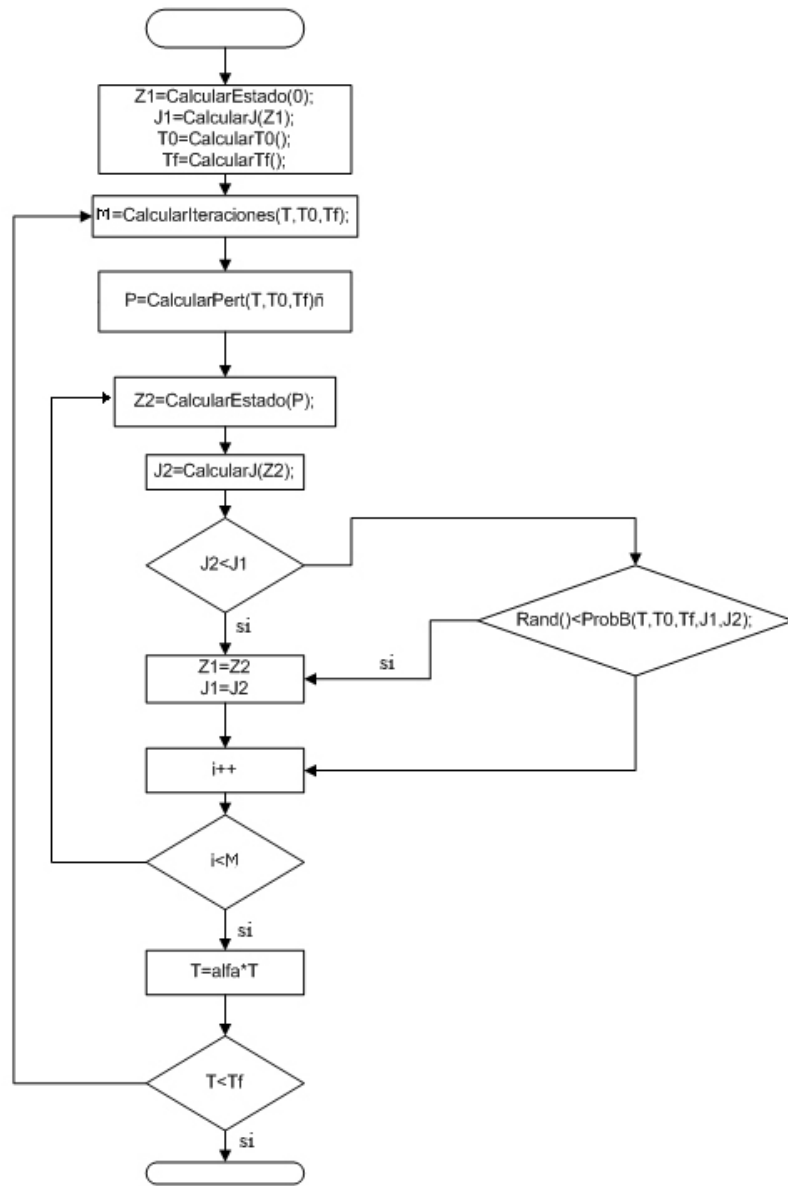 Z1=CalcularEstado(0);
J1=CalcularJ(Z1);
T0=CalcularT0();
Tf=CalcularTf();
M=CalcularIteraciones(T,T0,Tf);
P=CalcularPert(T,T0,Tf)ñ
Z2=CalcularEstado(P);
J2=CalcularJ(Z2);
J2<J1
Rand()<ProbB(T,T0,Tf,J1,J2);
si
si
Z1=Z2
J1=J2
i++
i<M
si
T=alfa*T
T<Tf
si